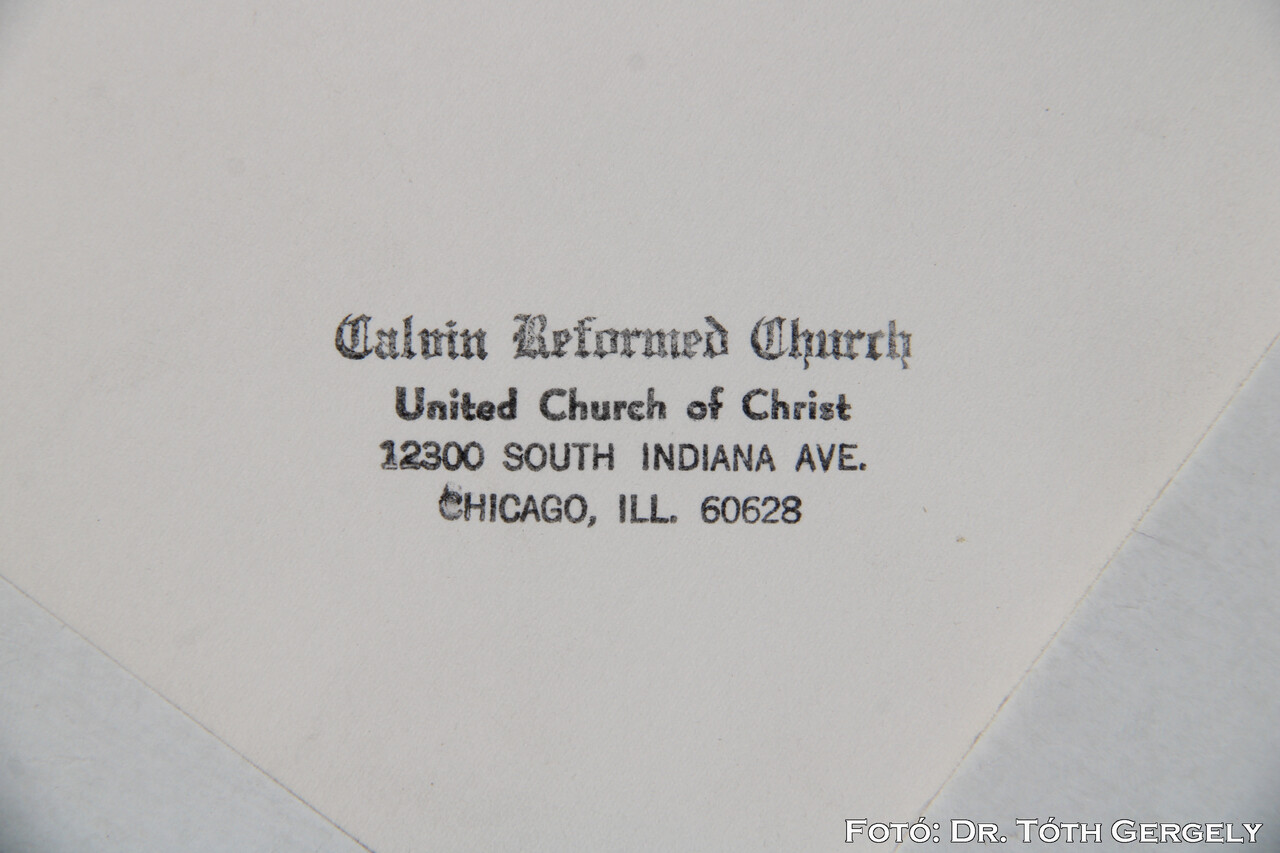 Calvin Reformed Church
United Church of Christ
12300 SOUTH INDIANA AVE.
CHICAGO, ILL. 60628
FOTÓ: DR. TÓTH GERGELY